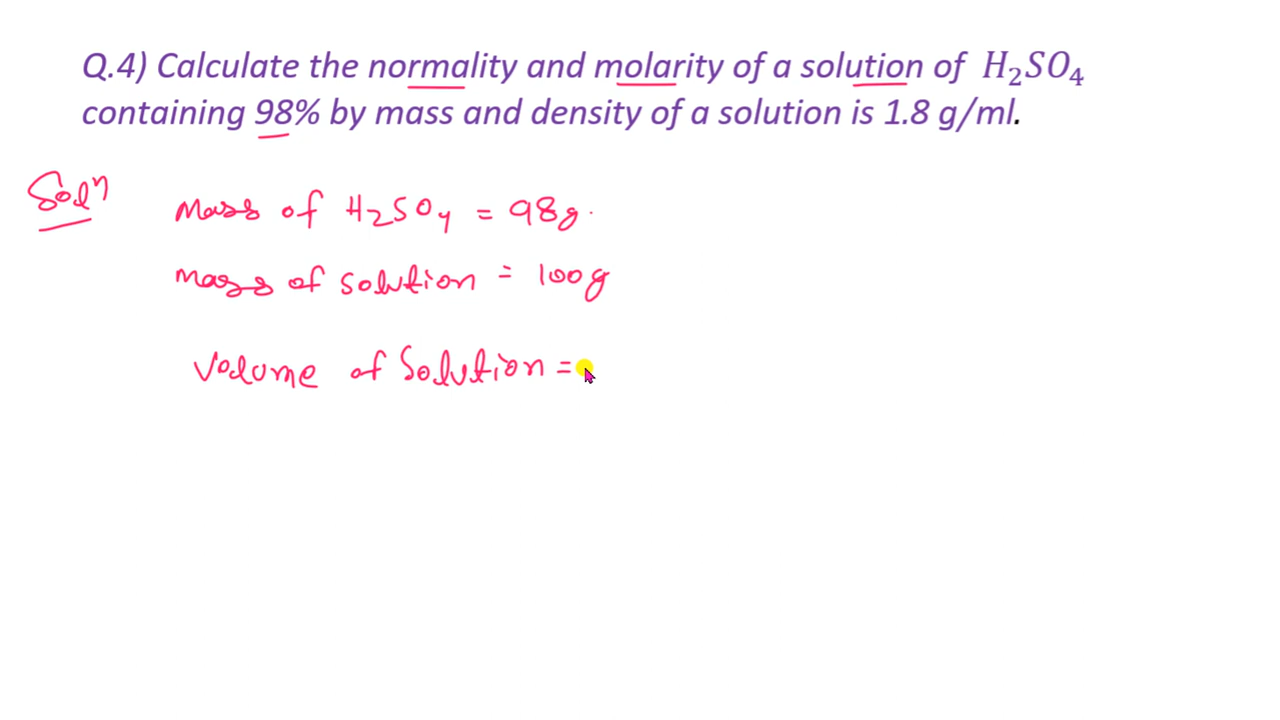 Q.4) Calculate the normality and molarity of a solution of H₂SO₄
containing 98% by mass and density of a solution is 1.8 g/ml.
Solⁿ
Mass of H₂SO₄ = 98g.
mass of solution = 100g
Volume of Solution =